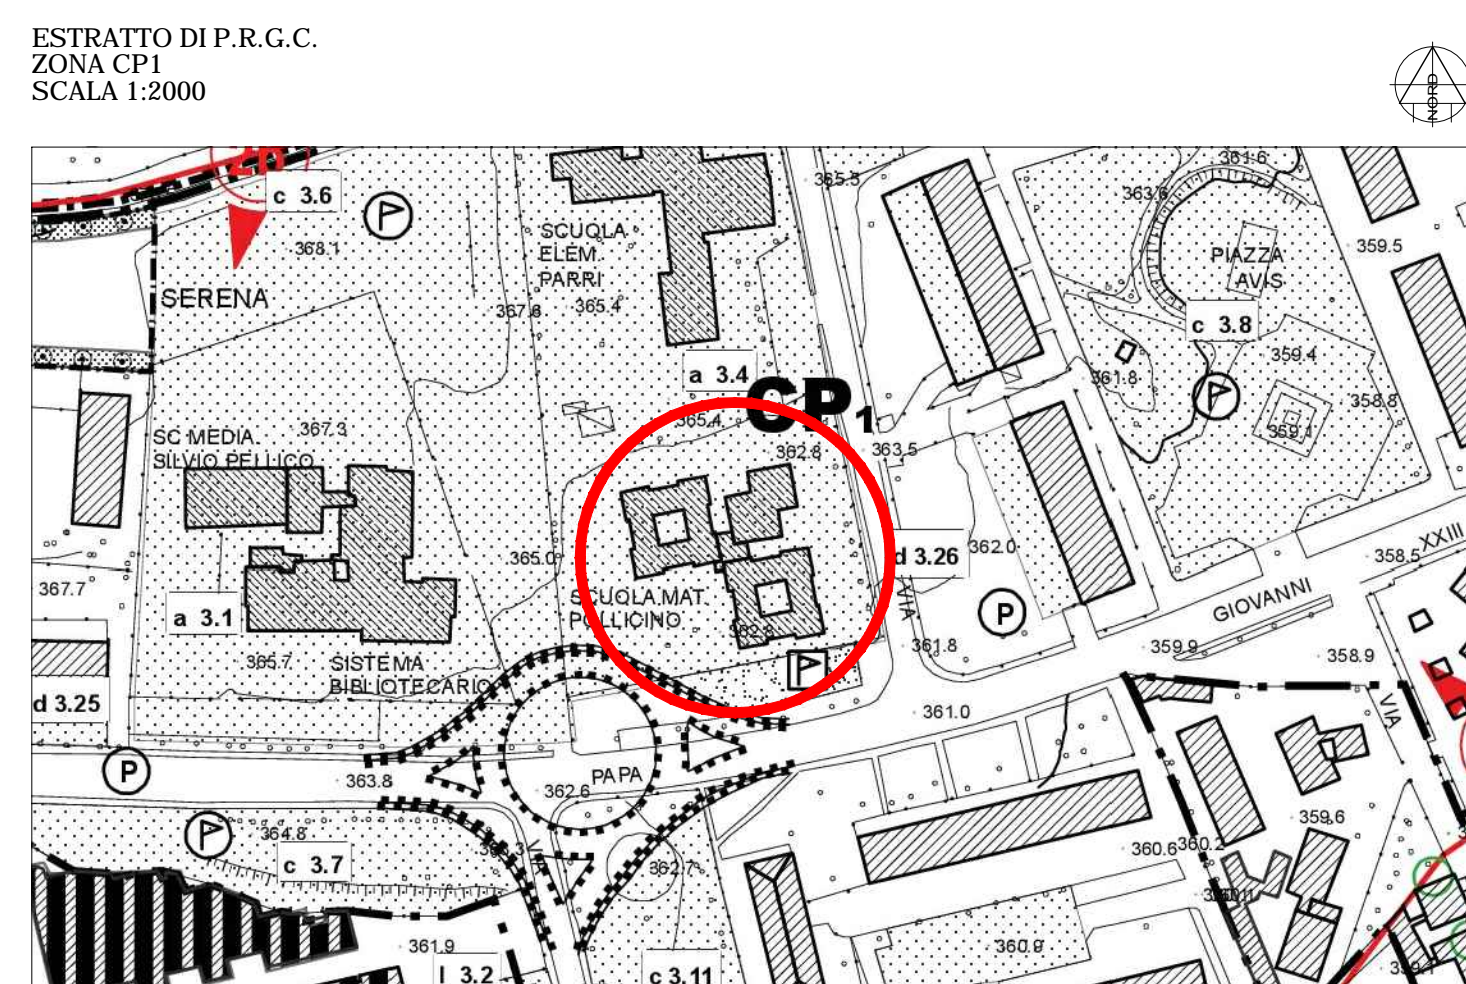 ESTRATTO DI P.R.G.C.
ZONA CP1
SCALA 1:2000
NORD
c 3.6
368.1
SERENA
SCUOLA
ELEM.
PARRI
367.6
365.4
365.5
361.6
363.6
PIAZZA
AVIS
359.5
c 3.8
359.4
361.8
358.8
359.1
a 3.4
CP1
365.4
362.8
363.5
SC MEDIA
SILVIO PELLICO
367.3
365.0
d 3.26
362.0
358.5
XXIII
367.7
a 3.1
SCUOLA MAT.
POLLICINO
VIA
P
GIOVANNI
361.8
359.9
358.9
365.7
SISTEMA
BIBLIOTECARIO
d 3.25
361.0
VIA
P
363.8
362.6
PAPA
364.8
c 3.7
362.7
359.6
360.6
360.2
361.9
l 3.2
c 3.11
360.9